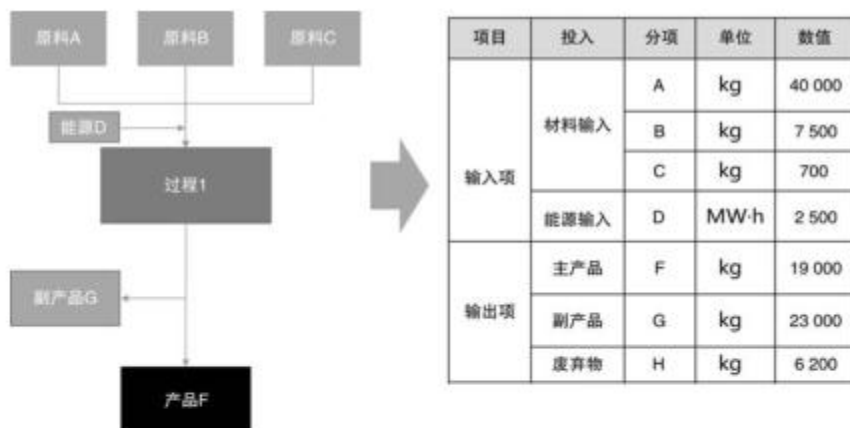 原料A 原料B 原料C
能源D
过程1
副产品G
产品F
项目 投入 分项 单位 数值
输入项 材料输入 A kg 40 000
B kg 7 500
C kg 700
能源输入 D MW·h 2 500
输出项 主产品 F kg 19 000
副产品 G kg 23 000
废弃物 H kg 6 200